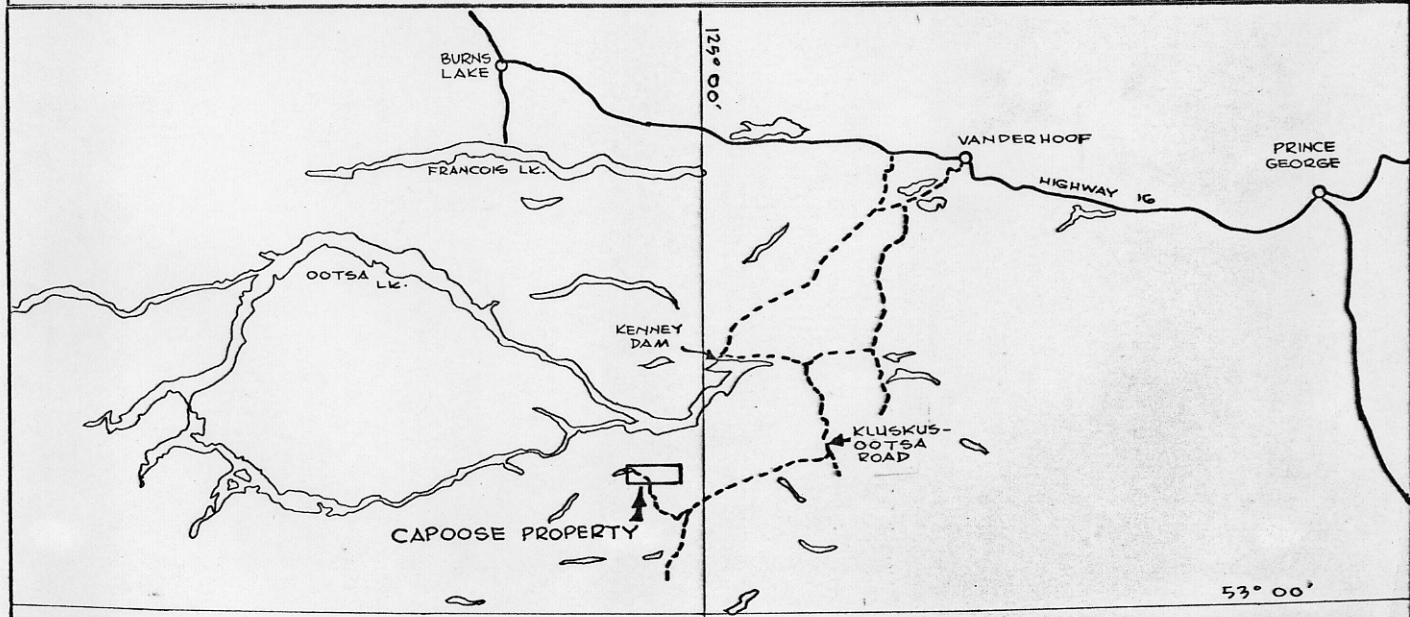 BURNS
LAKE
125° 00'
VANDERHOOF
PRINCE
GEORGE
FRANCOIS LK.
HIGHWAY 16
OOTSA
LK.
KENNEY
DAM
KLUSKUS-
OOTSA
ROAD
CAPOOSE PROPERTY
53° 00'